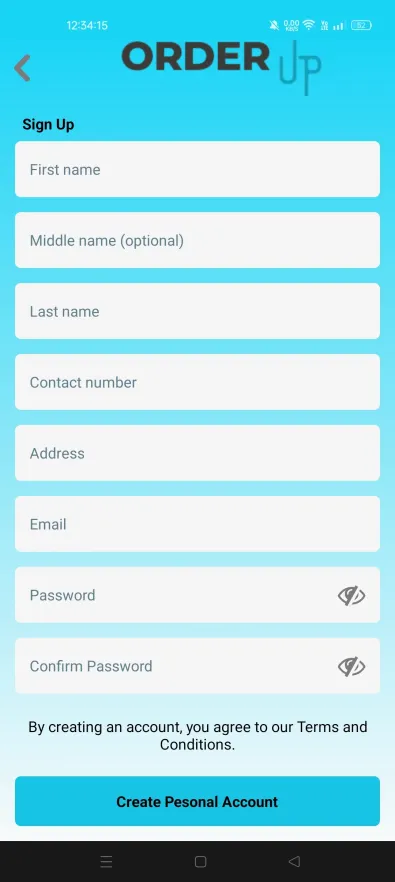 12:34:15
0.00
KB/S
82
ORDER UP
Sign Up
First name
Middle name (optional)
Last name
Contact number
Address
Email
Password
Confirm Password
By creating an account, you agree to our Terms and
Conditions.
Create Pesonal Account